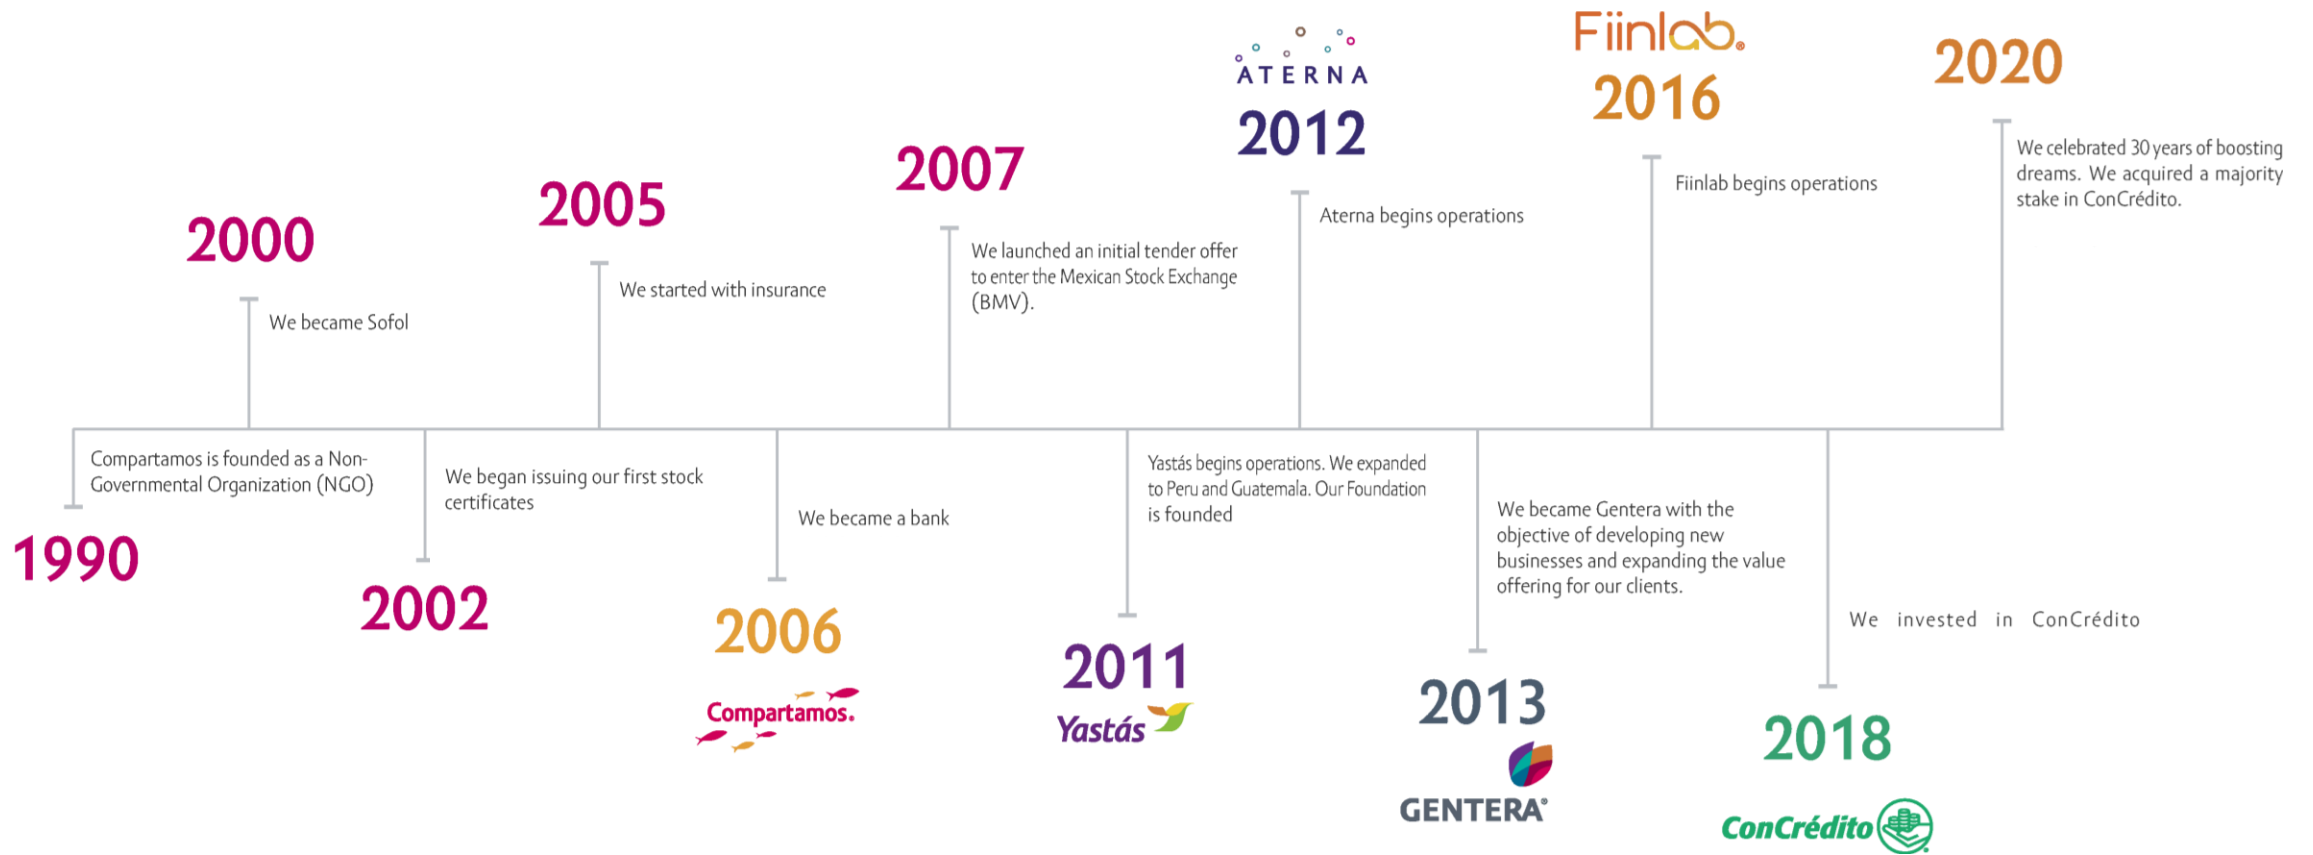 1990
Compartamos is founded as a Non-
Governmental Organization (NGO)
2000
We became Sofol
2002
We began issuing our first stock
certificates
2005
We started with insurance
2006
Compartamos.
We became a bank
2007
We launched an initial tender offer
to enter the Mexican Stock Exchange
(BMV).
2011
Yastás
Yastás begins operations. We expanded
to Peru and Guatemala. Our Foundation
is founded
ATERNA
2012
Aterna begins operations
2013
GENTERA®
We became Gentera with the
objective of developing new
businesses and expanding the value
offering for our clients.
Fiinlab®
2016
Fiinlab begins operations
2018
ConCrédito
We invested in ConCrédito
2020
We celebrated 30 years of boosting
dreams. We acquired a majority
stake in ConCrédito.